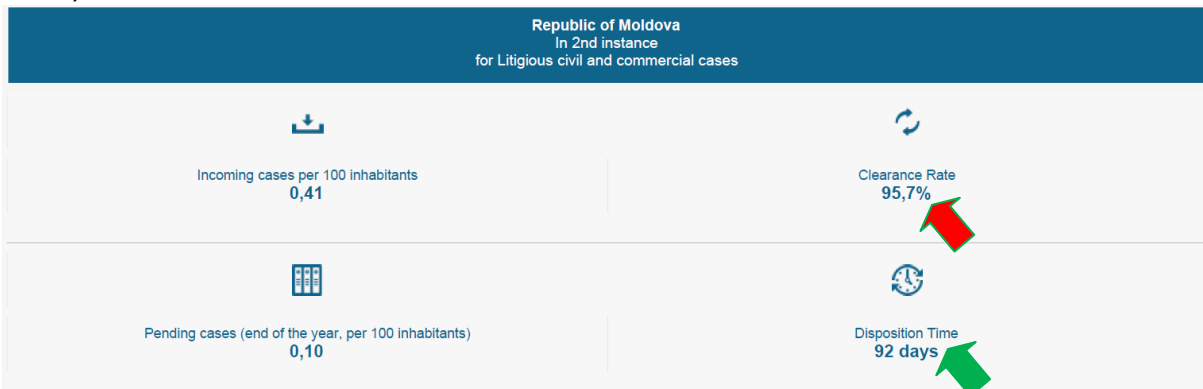 Republic of Moldova
In 2nd instance
for Litigious civil and commercial cases
Incoming cases per 100 inhabitants
0,41
Clearance Rate
95,7%
Pending cases (end of the year, per 100 inhabitants)
0,10
Disposition Time
92 days